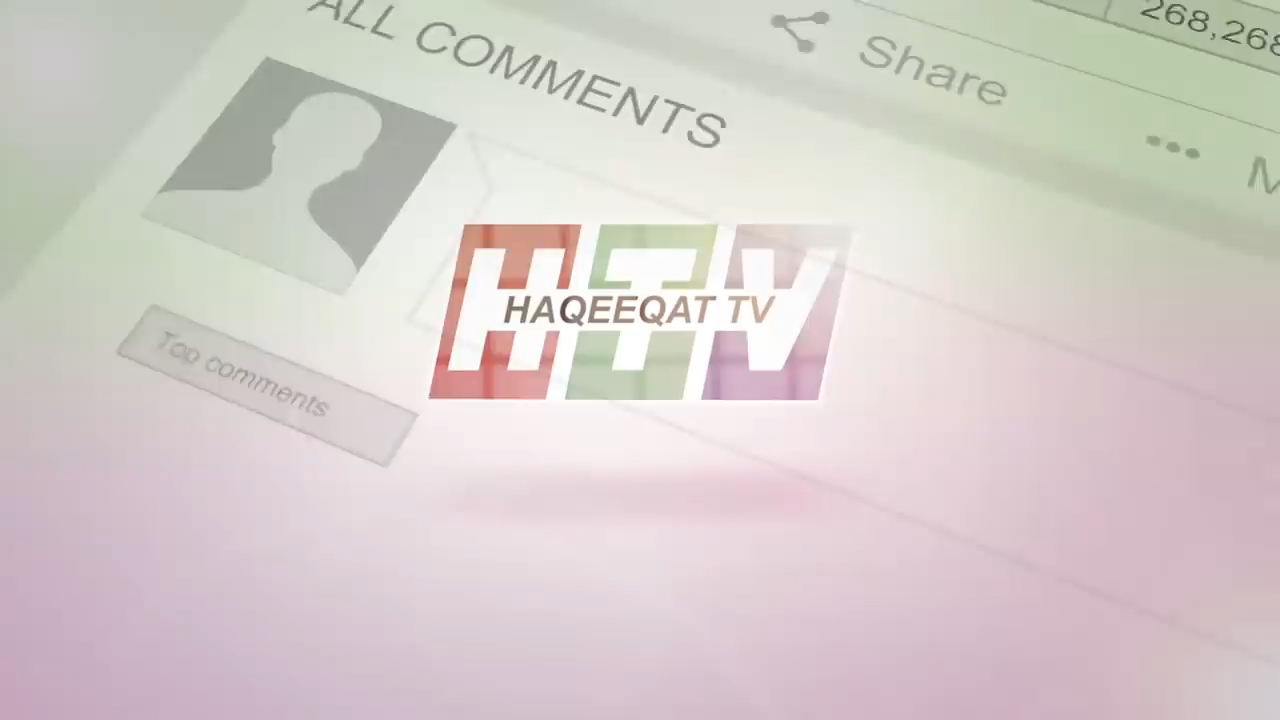 268,268
Share
ALL COMMENTS
HTV
HAQEEQAT TV
Top comments